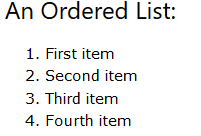 An Ordered List:
1. First item
2. Second item
3. Third item
4. Fourth item